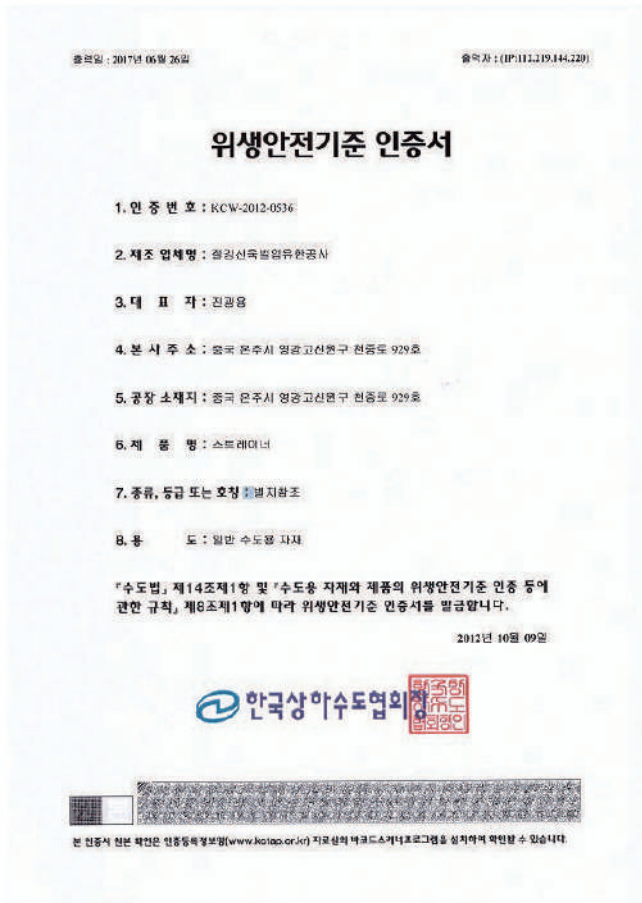 출력일 : 2017년 06월 26일
출력자 : (IP:112.219.144.220)
위생안전기준 인증서
1. 인 증 번 호 : KCW-2012-0536
2. 제조 업체명 : 절강신육벌업유한공사
3. 대 표 자 : 진광용
4. 본 사 주 소 : 중국 온주시 영강고신원구 천중로 929호
5. 공장 소재지 : 중국 온주시 영강고신원구 천중로 929호
6. 제 품 명 : 스트레이너
7. 종류, 등급 또는 호칭 : 별지참조
8. 용 도 : 일반 수도용 자재
「수도법」 제14조제1항 및 「수도용 자재와 제품의 위생안전기준 인증 등에
관한 규칙」 제8조제1항에 따라 위생안전기준 인증서를 발급합니다.
2012년 10월 09일
한국상하수도협회장
본 인증서 원본 확인은 인증등록정보망(www.kotap.or.kr) 자료실의 바코드스캐너프로그램을 설치하여 확인할 수 있습니다.